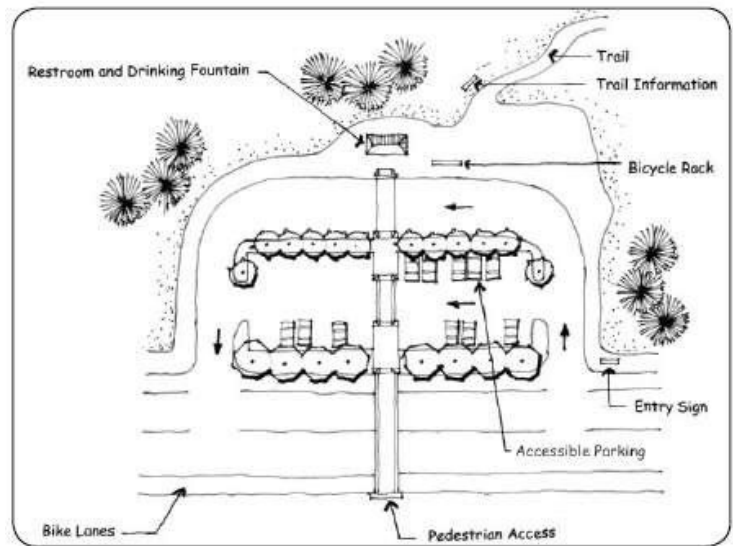 Trail
Restroom and Drinking Fountain
Trail Information
Bicycle Rack
Entry Sign
Accessible Parking
Bike Lanes
Pedestrian Access